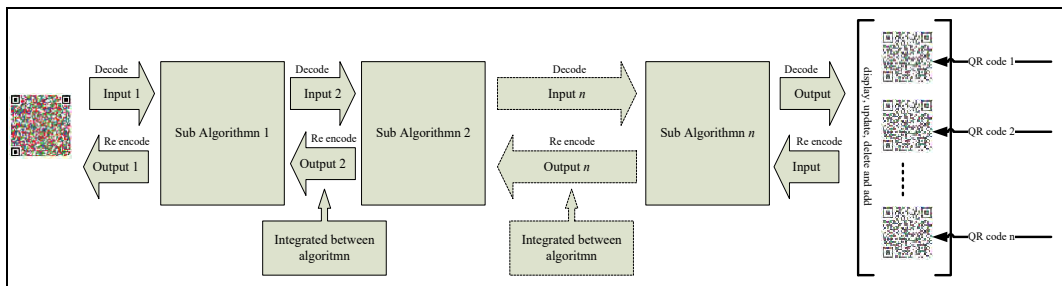 Decode
Input 1
Re encode
Output 1
Sub Algorithmn 1
Decode
Input 2
Re encode
Output 2
Integrated between
algoritmn
Sub Algorithmn 2
Decode
Input n
Re encode
Output n
Integrated between
algoritmn
Sub Algorithmn n
Decode
Output
Re encode
Input
display, update, delete and add
QR code 1
QR code 2
QR code n